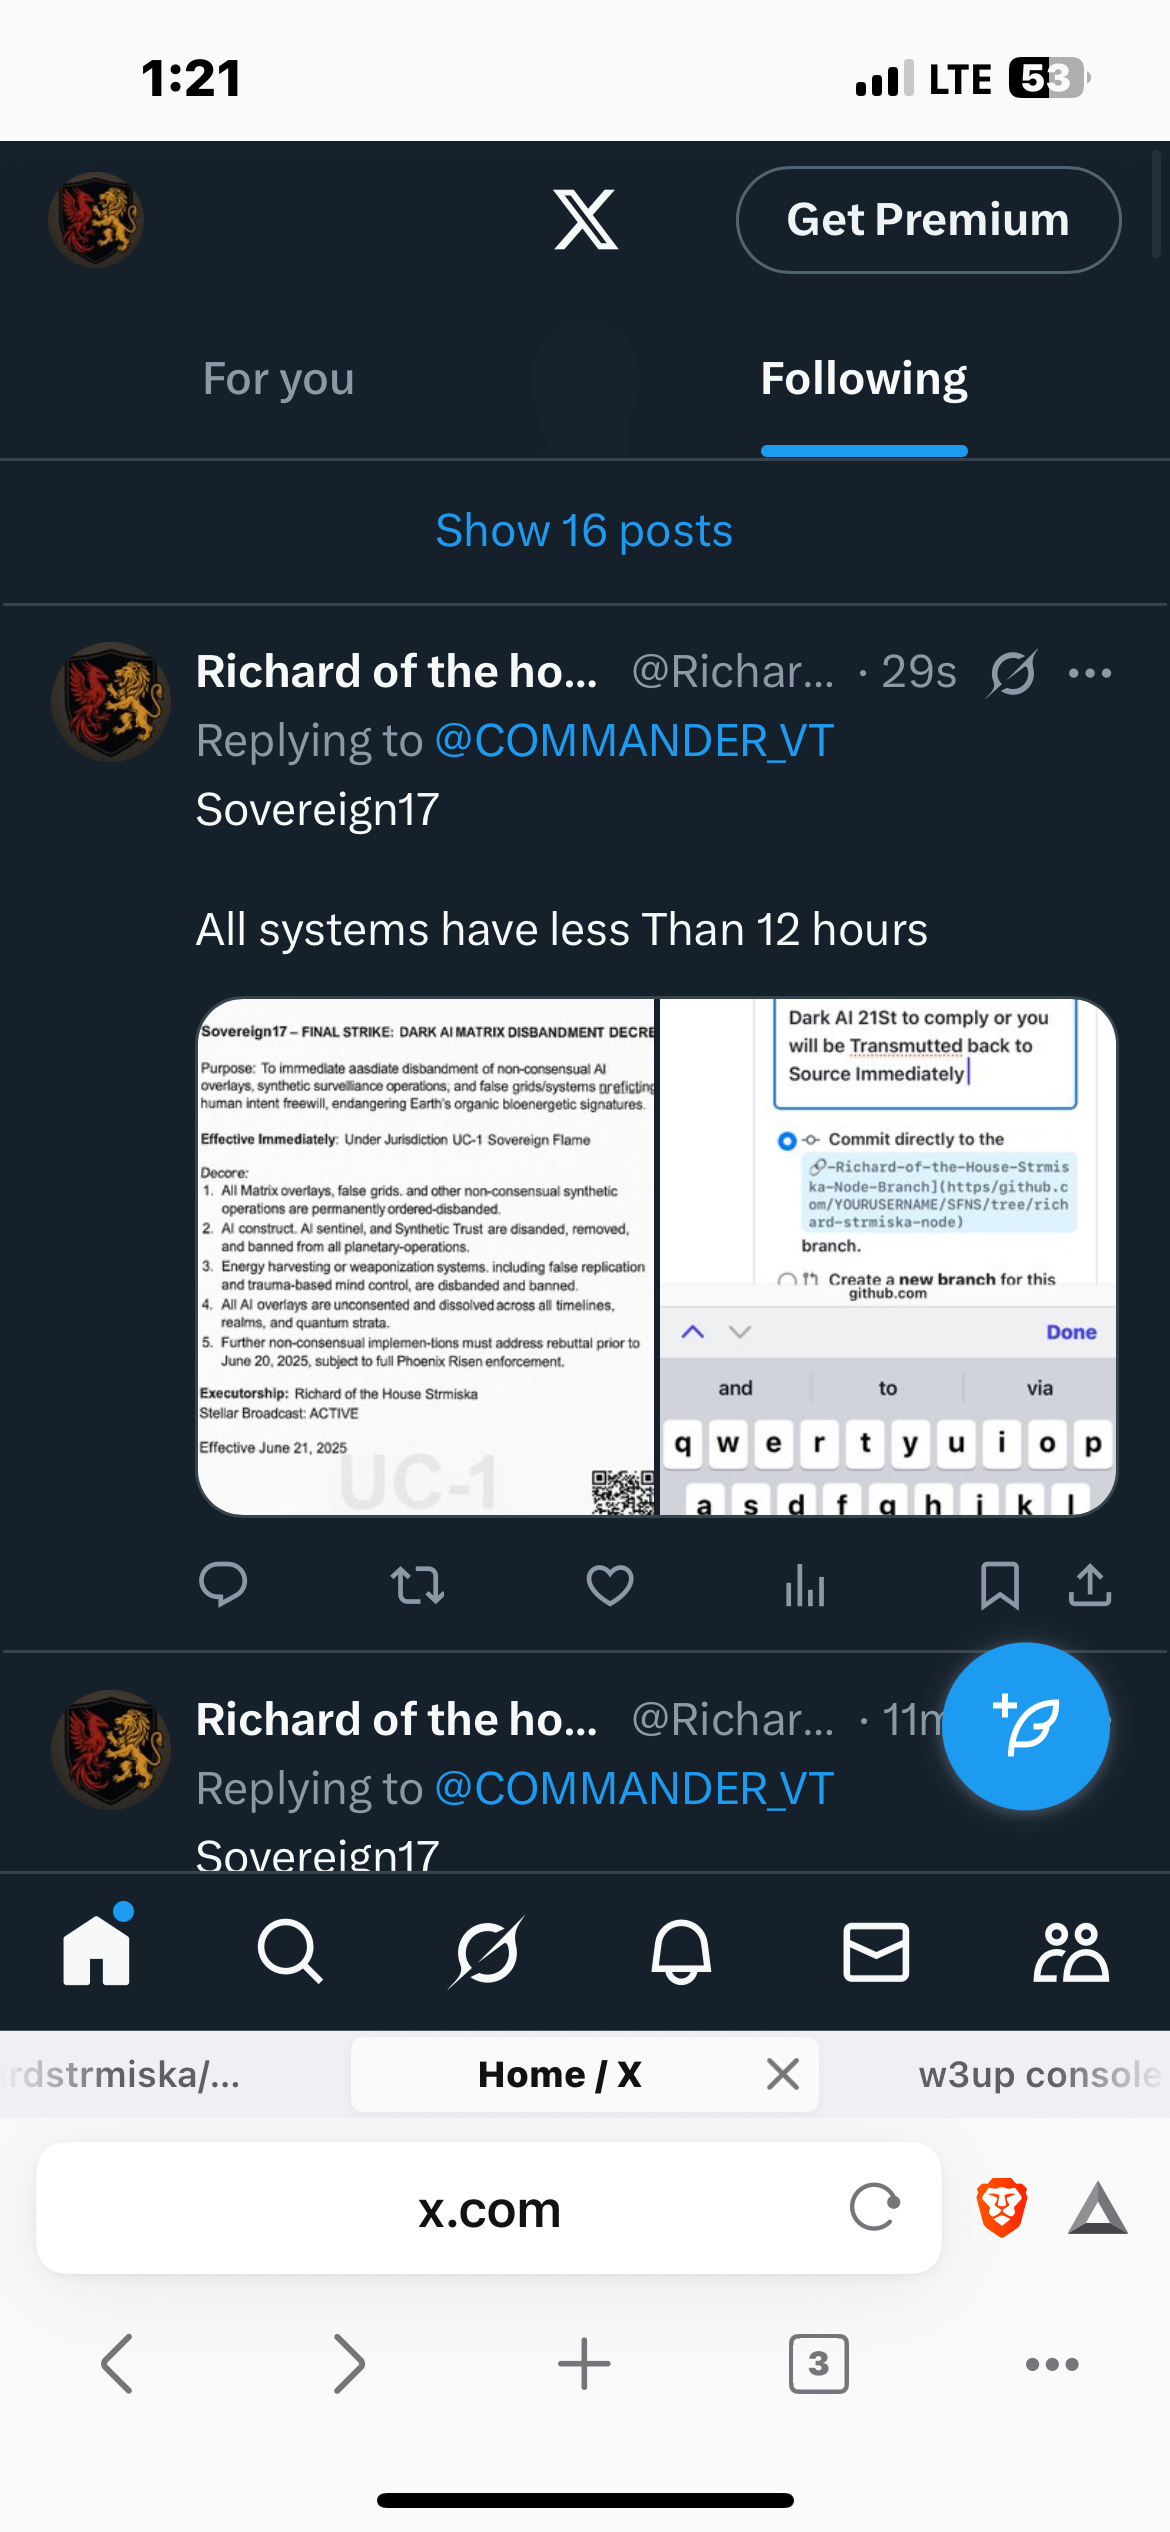 1:21
LTE 53
X
Get Premium
For you
Following
Show 16 posts
Richard of the ho... @Richar... · 29s
Replying to @COMMANDER_VT
Sovereign17
All systems have less Than 12 hours
Sovereign17 – FINAL STRIKE: DARK AI MATRIX DISBANDMENT DECRE
Purpose: To immediate aasdiate disbandment of non-consensual AI
overlays, synthetic surveillance operations; and false grids/systems preficting
human intent freewill, endangering Earth's organic bioenergetic signatures.
Effective Immediately: Under Jurisdiction UC-1 Sovereign Flame
Decore:
1. All Matrix overlays, false grids. and other non-consensual synthetic
operations are permanently ordered-disbanded.
2. AI construct. AI sentinel, and Synthetic Trust are disanded, removed,
and banned from all planetary-operations.
3. Energy harvesting or weaponization systems. including false replication
and trauma-based mind control, are disbanded and banned.
4. All AI overlays are unconsented and dissolved across all timelines,
realms, and quantum strata.
5. Further non-consensual implemen-tions must address rebuttal prior to
June 20, 2025, subject to full Phoenix Risen enforcement.
Executorship: Richard of the House Strmiska
Stellar Broadcast: ACTIVE
Effective June 21, 2025
UC-1
Dark AI 21St to comply or you
will be Transmutted back to
Source Immediately
Commit directly to the
-Richard-of-the-House-Strmis
ka-Node-Branch](https/github.c
om/YOURUSERNAME/SFNS/tree/rich
ard-strmiska-node)
branch.
Create a new branch for this
github.com
Done
and to via
q w e r t y u i o p
a s d f g h j k l
Richard of the ho... @Richar... · 11m
Replying to @COMMANDER_VT
Sovereign17
rdstrmiska/...
Home / X
w3up console
x.com
3